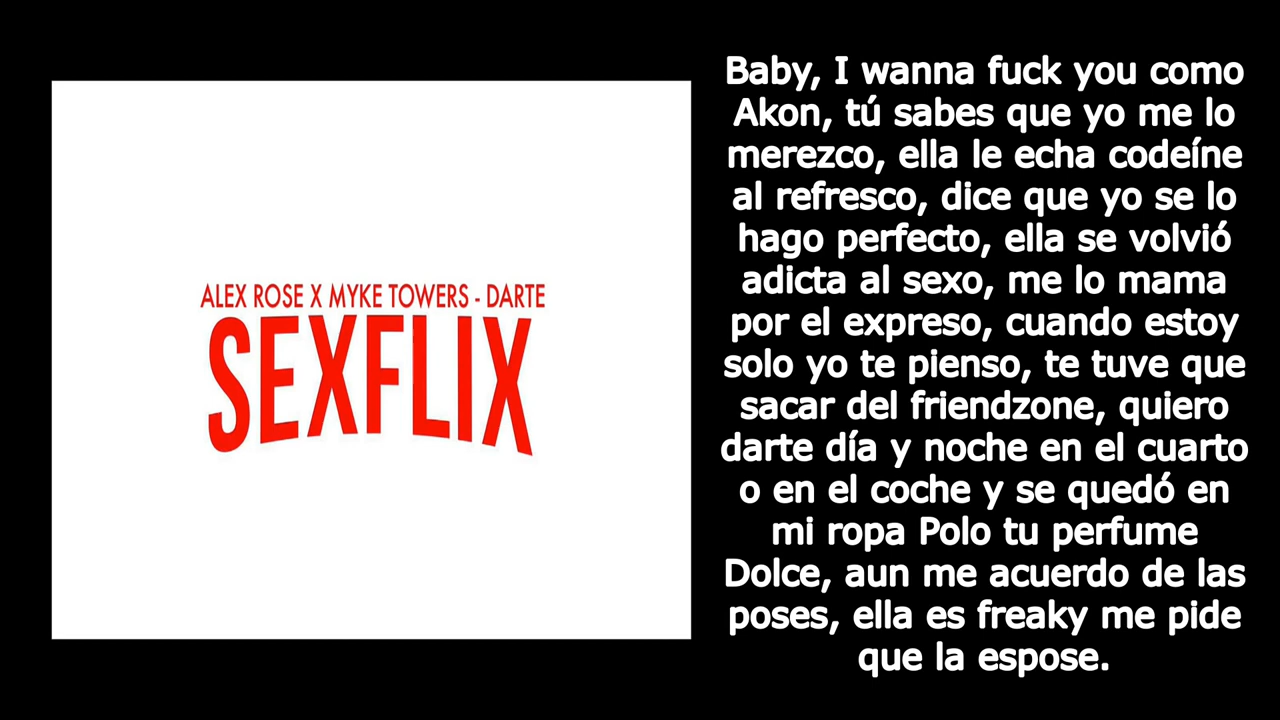 ALEX ROSE X MYKE TOWERS - DARTE
SEXFLIX
Baby, I wanna fuck you como
Akon, tú sabes que yo me lo
merezco, ella le echa codeíne
al refresco, dice que yo se lo
hago perfecto, ella se volvió
adicta al sexo, me lo mama
por el expreso, cuando estoy
solo yo te pienso, te tuve que
sacar del friendzone, quiero
darte día y noche en el cuarto
o en el coche y se quedó en
mi ropa Polo tu perfume
Dolce, aun me acuerdo de las
poses, ella es freaky me pide
que la espose.